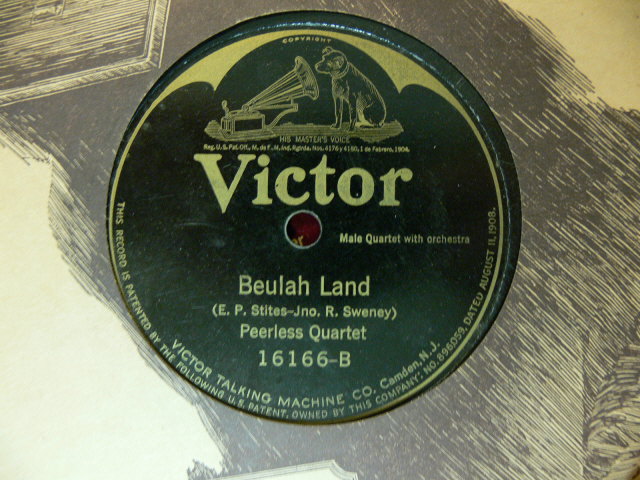 COPYRIGHT
HIS MASTER'S VOICE
Reg. U.S. Pat. Off., M. de F., M. Ind. Rgtrda. Nos. 4176 y 4180, 1 de Febrero, 1904.
Victor
Male Quartet with orchestra
Beulah Land
(E. P. Stites-Jno. R. Sweney)
Peerless Quartet
16166-B
VICTOR TALKING MACHINE CO. Camden, N.J.
THIS RECORD IS PATENTED BY THE FOLLOWING U.S. PATENT, OWNED BY THIS COMPANY: NO. 896059, DATED AUGUST 11, 1908.